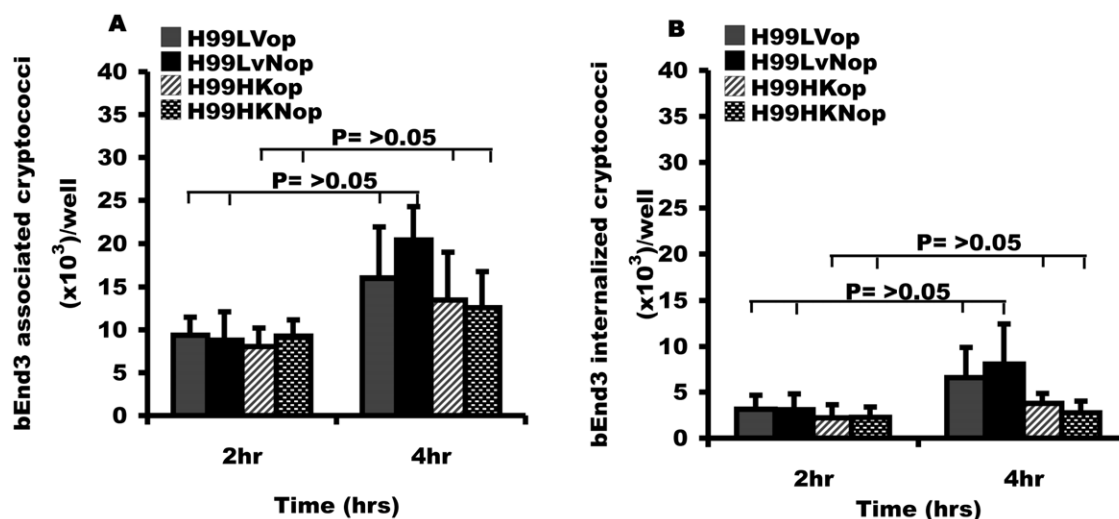 A
H99LVop
H99LvNop
H99HKop
H99HKNop
bEnd3 associated cryptococci
(x10³)/well
40
35
30
25
20
15
10
5
0
P= >0.05
P= >0.05
2hr
4hr
Time (hrs)
B
H99LVop
H99LvNop
H99HKop
H99HKNop
bEnd3 internalized cryptococci
(x10³)/well
40
35
30
25
20
15
10
5
0
P= >0.05
P= >0.05
2hr
4hr
Time (hrs)